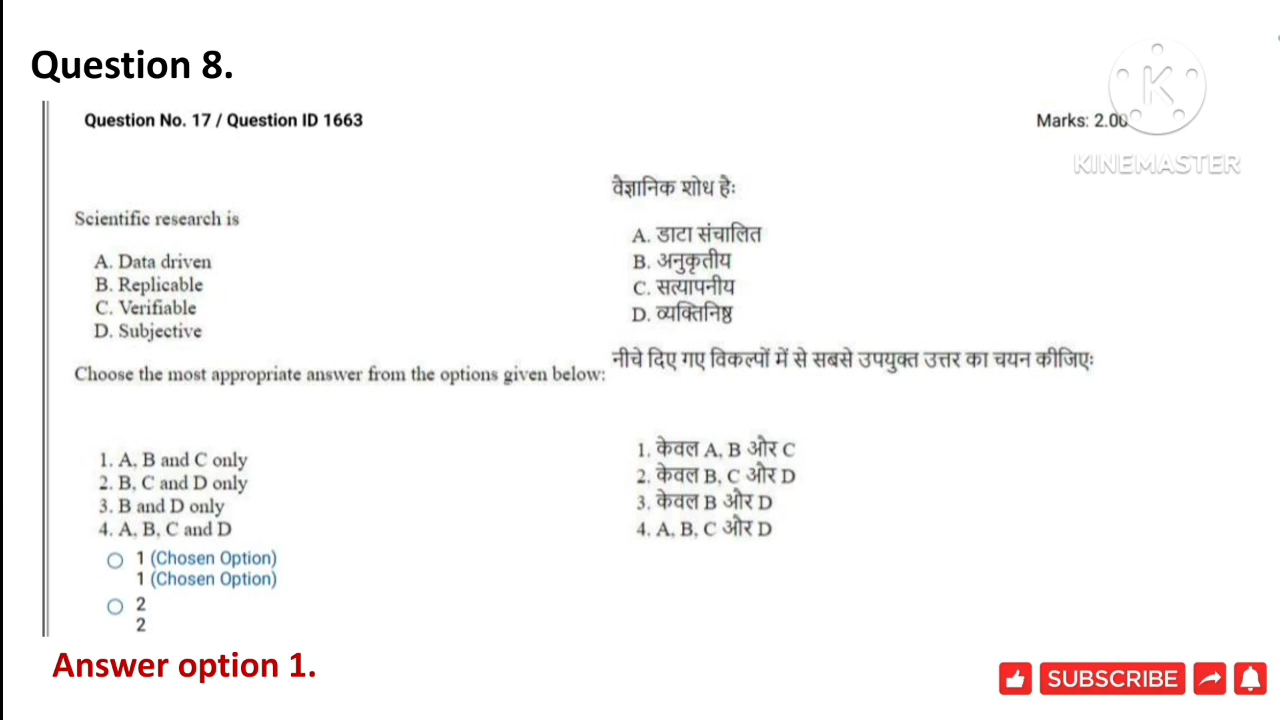 Question 8.
Question No. 17 / Question ID 1663
Marks: 2.00
KINEMASTER
Scientific research is
A. Data driven
B. Replicable
C. Verifiable
D. Subjective
Choose the most appropriate answer from the options given below:
1. A, B and C only
2. B, C and D only
3. B and D only
4. A, B, C and D
1 (Chosen Option)
1 (Chosen Option)
2
2
वैज्ञानिक शोध हैः
A. डाटा संचालित
B. अनुकृतीय
C. सत्यापनीय
D. व्यक्तिनिष्ठ
नीचे दिए गए विकल्पों में से सबसे उपयुक्त उत्तर का चयन कीजिएः
1. केवल A, B और C
2. केवल B, C और D
3. केवल B और D
4. A, B, C और D
Answer option 1.
SUBSCRIBE